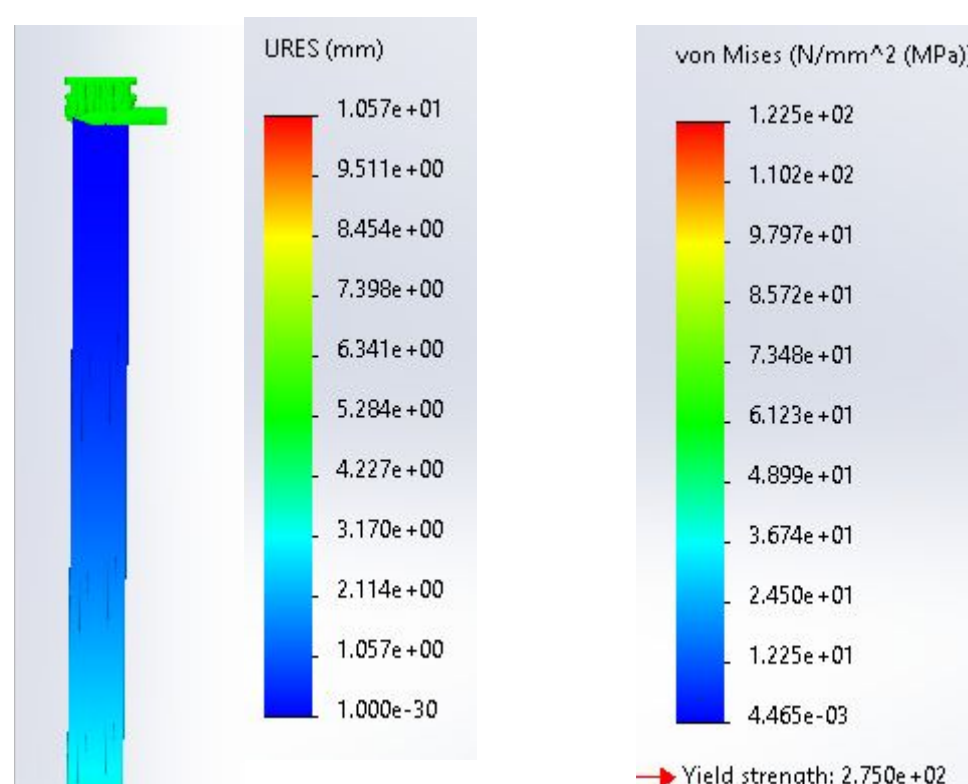 URES (mm)
1.057e+01
9.511e+00
8.454e+00
7.398e+00
6.341e+00
5.284e+00
4.227e+00
3.170e+00
2.114e+00
1.057e+00
1.000e-30
von Mises (N/mm^2 (MPa))
1.225e+02
1.102e+02
9.797e+01
8.572e+01
7.348e+01
6.123e+01
4.899e+01
3.674e+01
2.450e+01
1.225e+01
4.465e-03
Yield strength: 2.750e+02